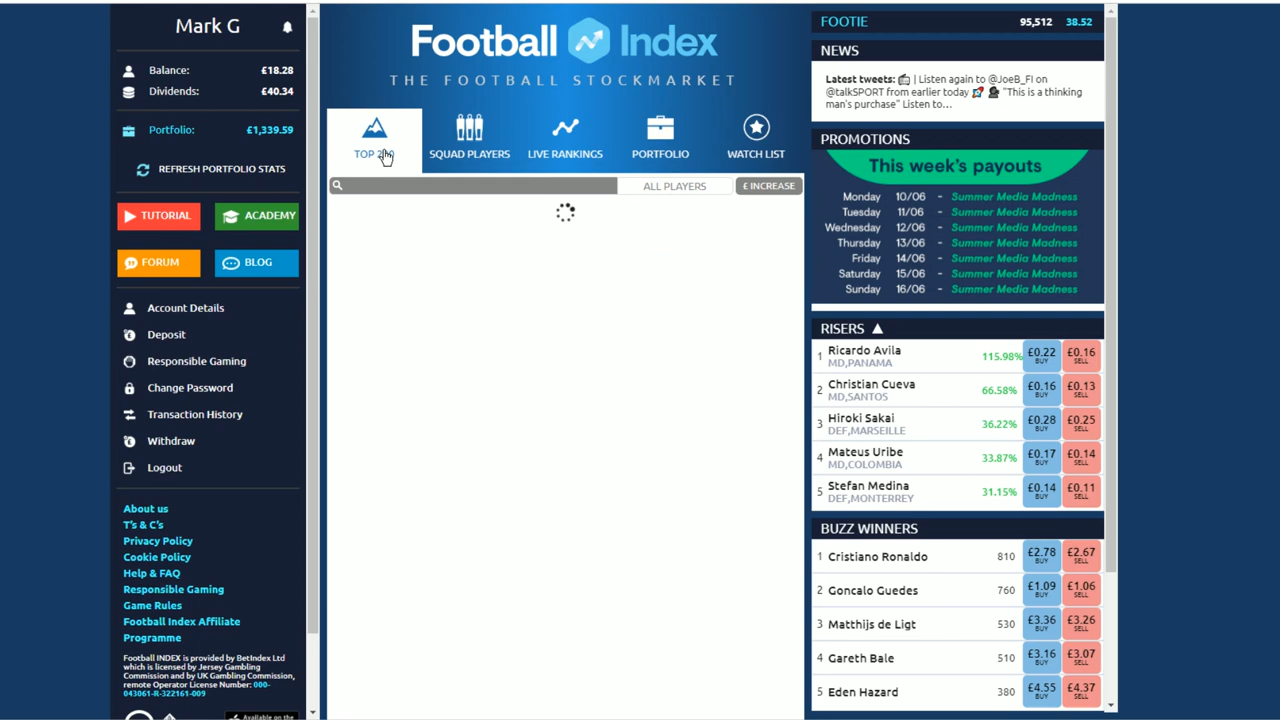 Mark G
Balance: £18.28
Dividends: £40.34
Portfolio: £1,339.59
REFRESH PORTFOLIO STATS
TUTORIAL
ACADEMY
FORUM
BLOG
Account Details
Deposit
Responsible Gaming
Change Password
Transaction History
Withdraw
Logout
About us
T's & C's
Privacy Policy
Cookie Policy
Help & FAQ
Responsible Gaming
Game Rules
Football Index Affiliate
Programme
Football INDEX is provided by BetIndex Ltd
which is licensed by Jersey Gambling
Commission and by UK Gambling Commission,
remote Operator License Number: 000-
043061-R-322161-009
Available on the
Football Index
THE FOOTBALL STOCKMARKET
TOP
SQUAD PLAYERS
LIVE RANKINGS
PORTFOLIO
WATCH LIST
ALL PLAYERS
£ INCREASE
FOOTIE 95,512 38.52
NEWS
Latest tweets: 📻 | Listen again to @JoeB_FI on
@talkSPORT from earlier today 🚀 🗣 "This is a thinking
man's purchase" Listen to...
PROMOTIONS
This week's payouts
Monday 10/06 - Summer Media Madness
Tuesday 11/06 - Summer Media Madness
Wednesday 12/06 - Summer Media Madness
Thursday 13/06 - Summer Media Madness
Friday 14/06 - Summer Media Madness
Saturday 15/06 - Summer Media Madness
Sunday 16/06 - Summer Media Madness
RISERS ▲
1 Ricardo Avila 115.98% £0.22 £0.16
MD,PANAMA BUY SELL
2 Christian Cueva 66.58% £0.16 £0.13
MD,SANTOS BUY SELL
3 Hiroki Sakai 36.22% £0.28 £0.25
DEF,MARSEILLE BUY SELL
4 Mateus Uribe 33.87% £0.17 £0.14
MD,COLOMBIA BUY SELL
5 Stefan Medina 31.15% £0.14 £0.11
DEF,MONTERREY BUY SELL
BUZZ WINNERS
1 Cristiano Ronaldo 810 £2.78 £2.67
BUY SELL
2 Goncalo Guedes 760 £1.09 £1.06
BUY SELL
3 Matthijs de Ligt 530 £3.36 £3.26
BUY SELL
4 Gareth Bale 510 £3.16 £3.07
BUY SELL
5 Eden Hazard 380 £4.55 £4.37
BUY SELL